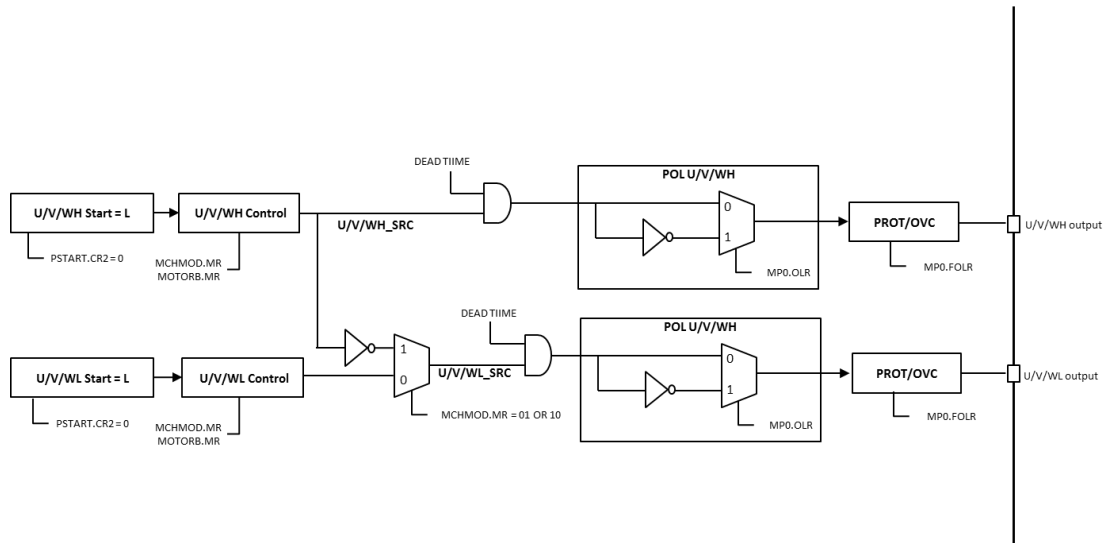 DEAD TIIME
POL U/V/WH
U/V/WH Start = L
U/V/WH Control
U/V/WH_SRC
0
1
PROT/OVC
U/V/WH output
PSTART.CR2 = 0
MCHMOD.MR
MOTORB.MR
MP0.OLR
MP0.FOLR
DEAD TIIME
POL U/V/WH
U/V/WL Start = L
U/V/WL Control
1
0
U/V/WL_SRC
0
1
PROT/OVC
U/V/WL output
PSTART.CR2 = 0
MCHMOD.MR
MOTORB.MR
MCHMOD.MR = 01 OR 10
MP0.OLR
MP0.FOLR